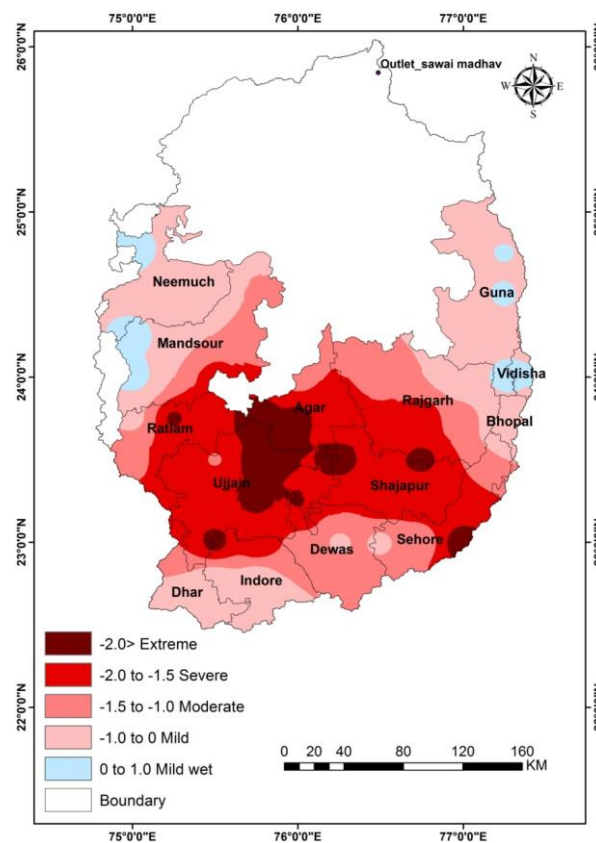 75°0'0"E 76°0'0"E 77°0'0"E
26°0'0"N
Outlet_sawai madhav
N
W E
S
25°0'0"N
Neemuch
Guna
Mandsour
24°0'0"N
Vidisha
Rajgarh
Agar
Bhopal
Ratlam
Ujjain
Shajapur
23°0'0"N
Sehore
Dewas
Indore
Dhar
-2.0> Extreme
-2.0 to -1.5 Severe
-1.5 to -1.0 Moderate
22°0'0"N
-1.0 to 0 Mild
0 to 1.0 Mild wet
0 20 40 80 120 160
KM
Boundary
75°0'0"E 76°0'0"E 77°0'0"E